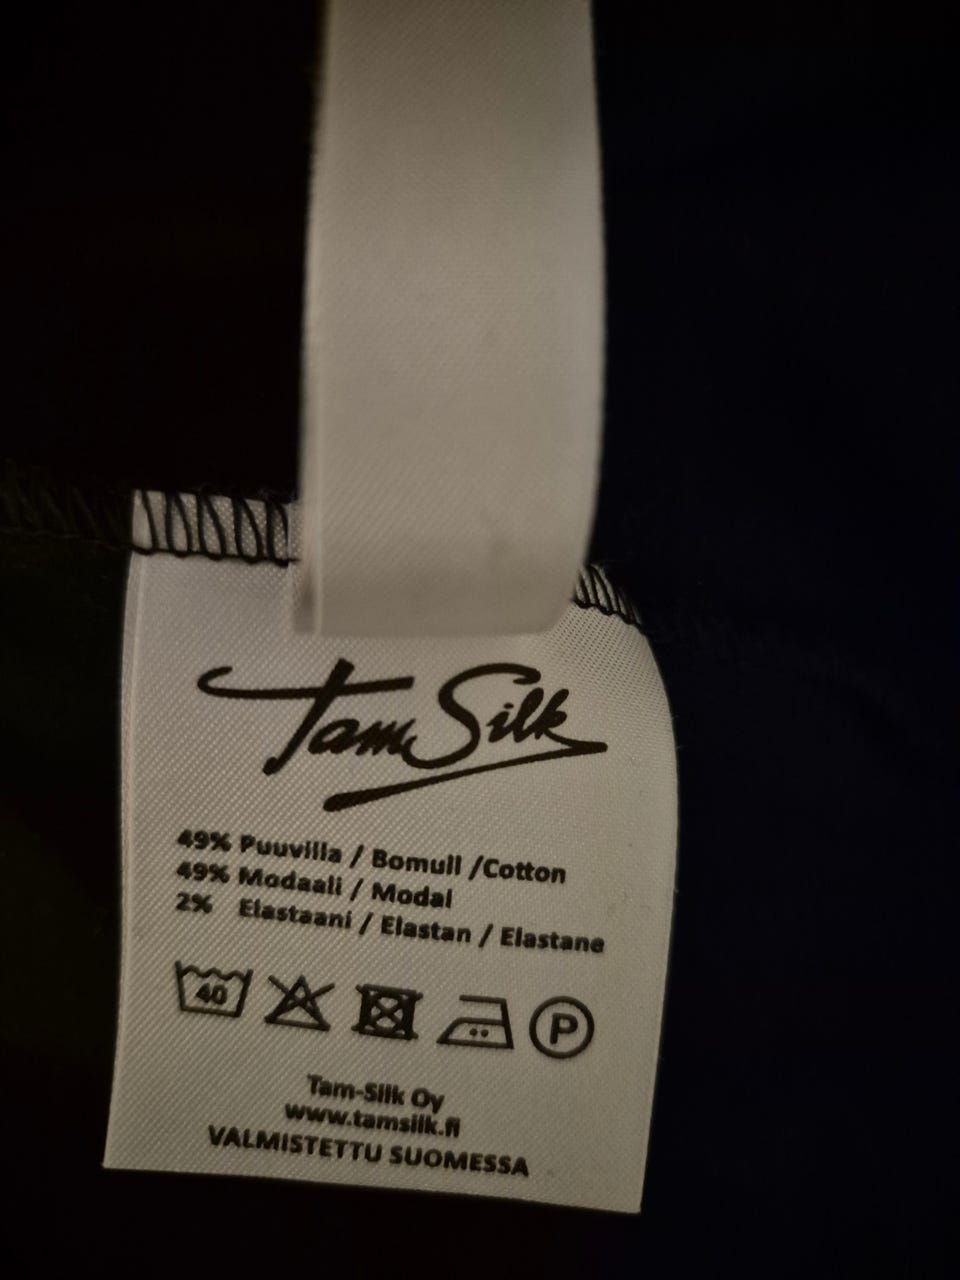 Tam Silk
49% Puuvilla / Bomull /Cotton
49% Modaali / Modal
2% Elastaani / Elastan / Elastane
40
P
Tam-Silk Oy
www.tamsilk.fi
VALMISTETTU SUOMESSA